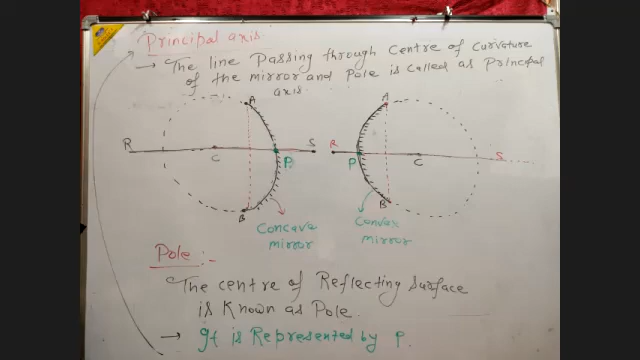 Principal axis
→ The line Passing through Centre of Curvature
of the mirror and Pole is called as Principal
axis.
A
A
R
C
P
S
R
P
C
S
B
B
Concave
mirror
Convex
mirror
Pole :-
The centre of Reflecting Surface
is Known as Pole.
→ It is Represented by P.